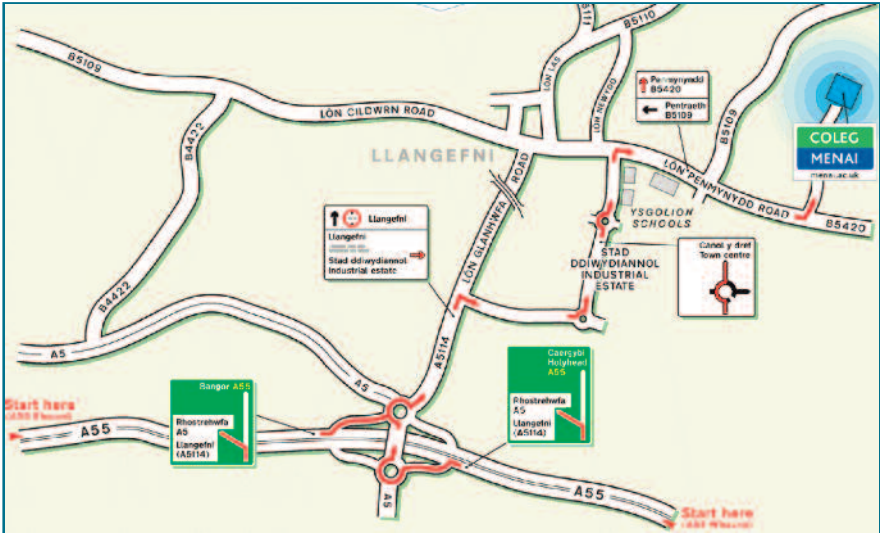 B5111
B5110
B5109
LÔN LAS
LÔN NEWYDD
Penmynydd
B5420
Pentraeth
B5109
B5109
COLEG
MENAI
menai.ac.uk
LÔN CILDWRN ROAD
B4422
LLANGEFNI
LÔN PENMYNYDD ROAD
B5420
YSGOLION
SCHOOLS
LÔN GLANHWFA ROAD
Llangefni
Llangefni
Stad ddiwydiannol
Industrial estate
STAD
DDIWYDIANNOL
INDUSTRIAL
ESTATE
Canol y dref
Town centre
B4422
A5
A5114
A5
Bangor A55
Rhostrehwfa
A5
Llangefni
(A5114)
Caergybi
Holyhead
A55
Rhostrehwfa
A5
Llangefni
(A5114)
Start here
A55
A5
A55
Start here